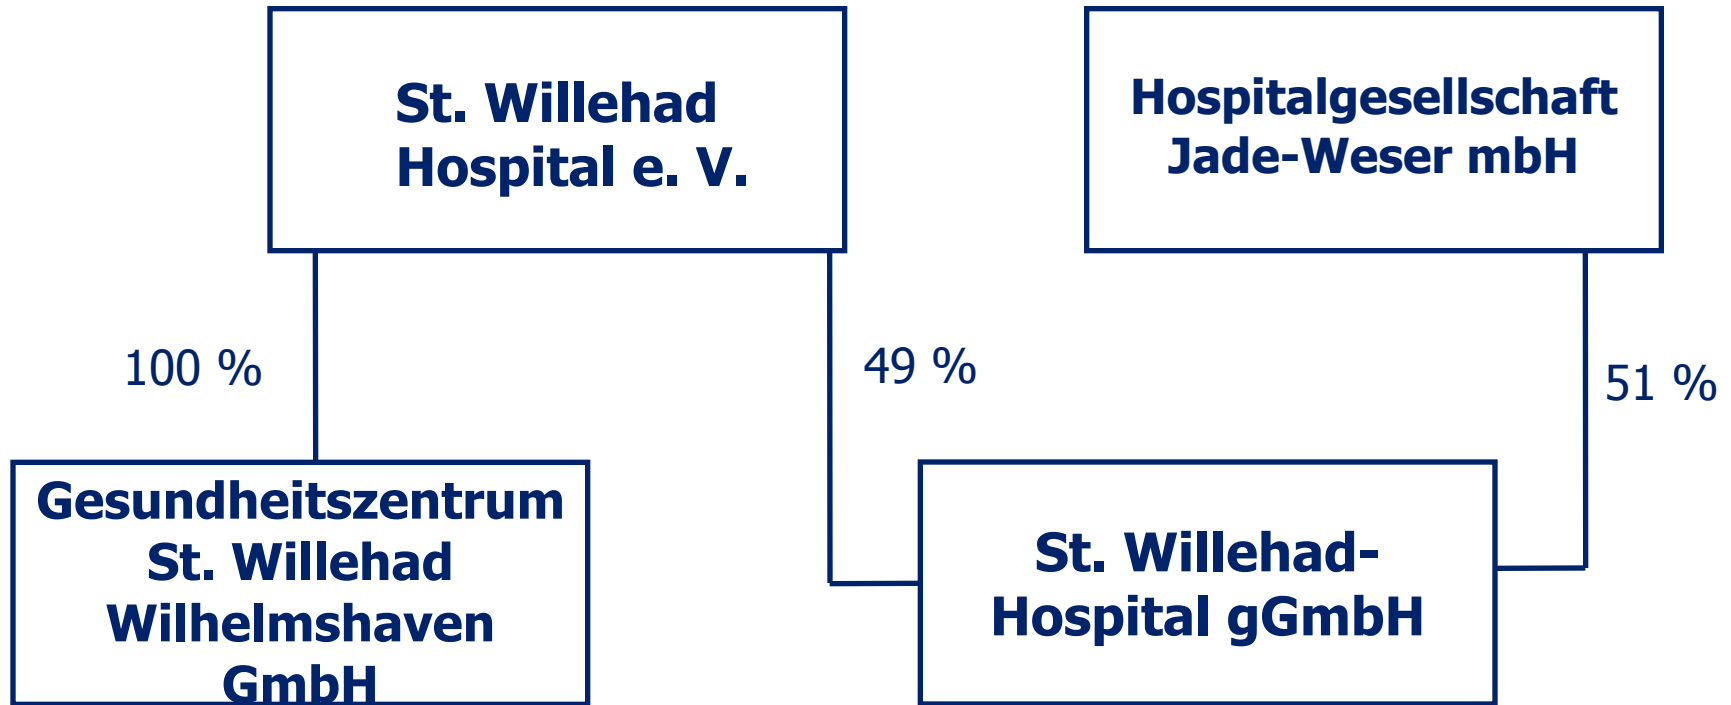 St. Willehad
Hospital e. V.
Hospitalgesellschaft
Jade-Weser mbH
100 %
49 %
51 %
Gesundheitszentrum
St. Willehad
Wilhelmshaven
GmbH
St. Willehad-
Hospital gGmbH